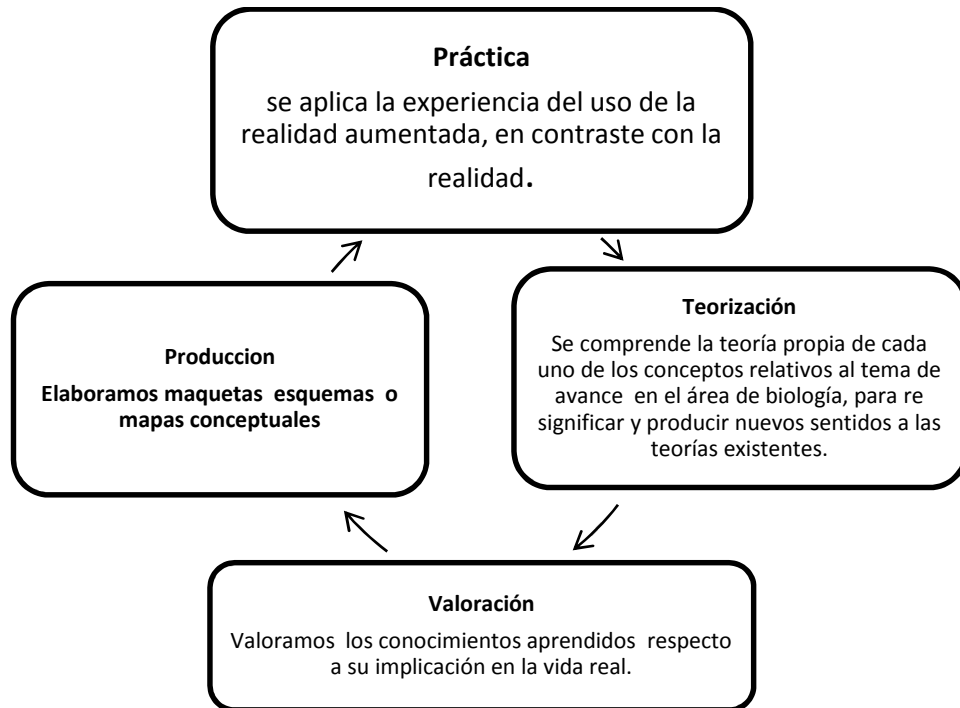 Práctica
se aplica la experiencia del uso de la
realidad aumentada, en contraste con la
realidad.
Teorización
Se comprende la teoría propia de cada
uno de los conceptos relativos al tema de
avance en el área de biología, para re
significar y producir nuevos sentidos a las
teorías existentes.
Valoración
Valoramos los conocimientos aprendidos respecto
a su implicación en la vida real.
Produccion
Elaboramos maquetas esquemas o
mapas conceptuales